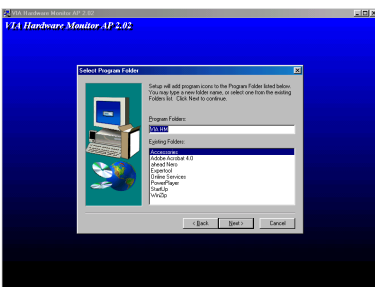 VIA Hardware Monitor AP 2.02
VIA Hardware Monitor AP 2.02
Select Program Folder
Setup will add program icons to the Program Folder listed below.
You may type a new folder name, or select one from the existing
Folders list. Click Next to continue.
Program Folders:
VIA HM
Existing Folders:
Accessories
Adobe Acrobat 4.0
ahead Nero
Expertool
Online Services
PowerPlayer
StartUp
WinZip
< Back
Next >
Cancel